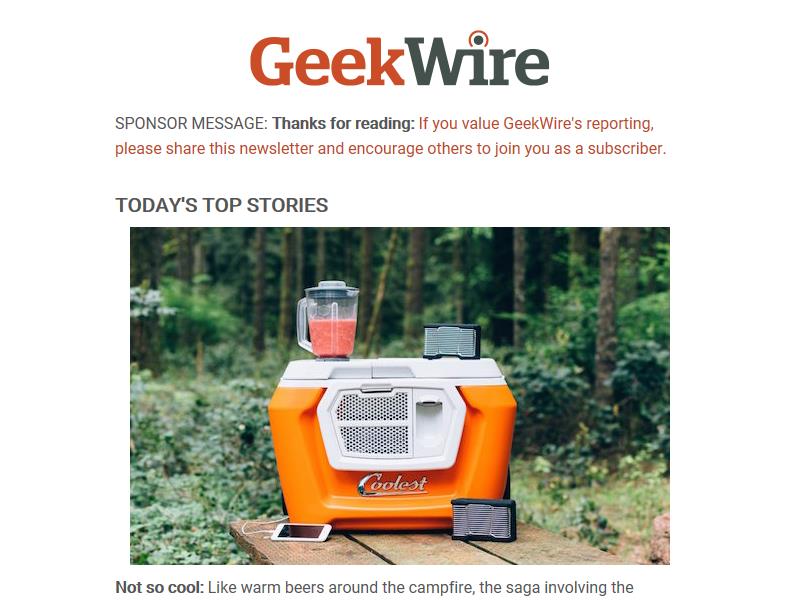 GeekWire
SPONSOR MESSAGE: Thanks for reading: If you value GeekWire's reporting,
please share this newsletter and encourage others to join you as a subscriber.
TODAY'S TOP STORIES
Coolest
Not so cool: Like warm beers around the campfire, the saga involving the